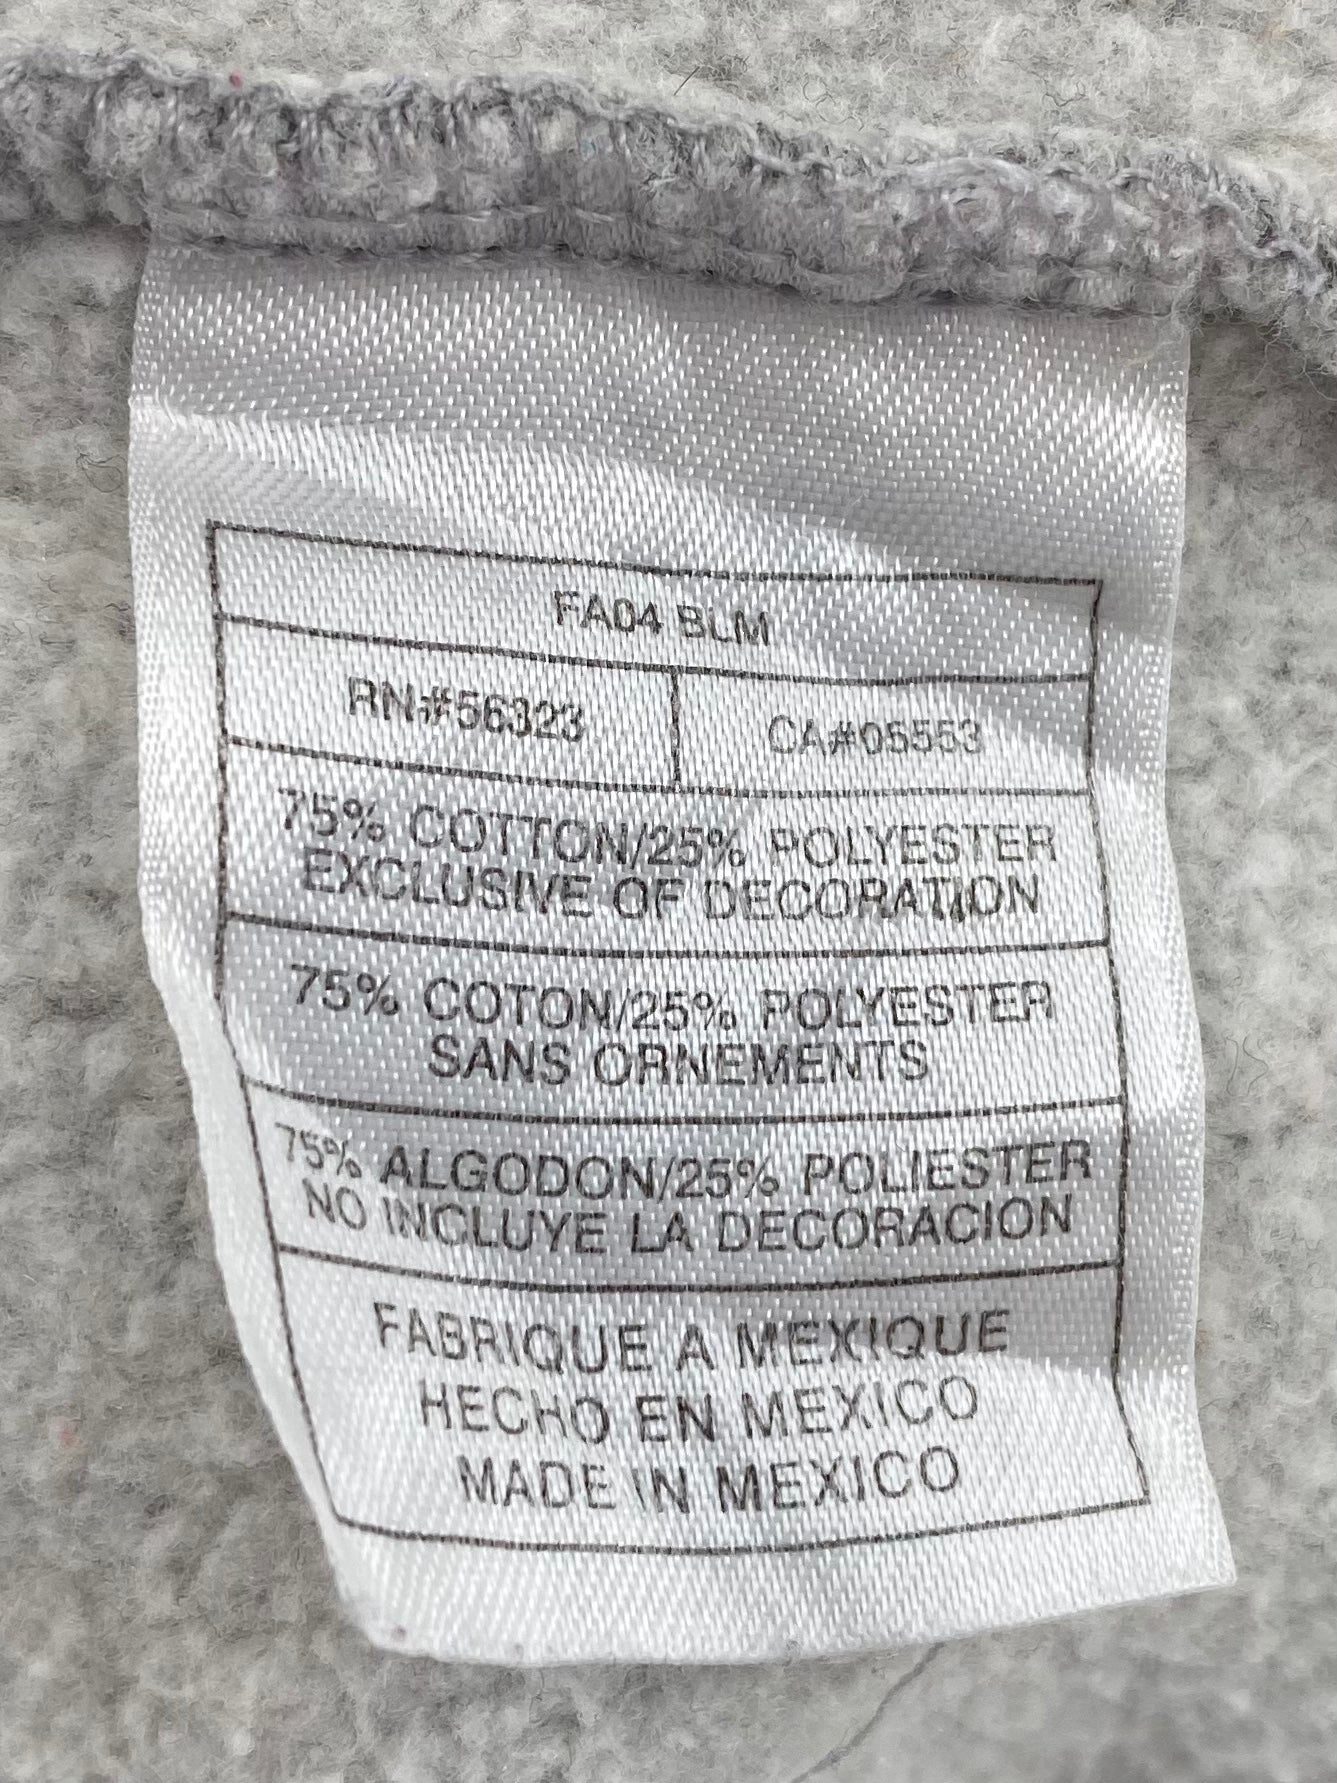 FA04 BLM
RN#56323
CA#05553
75% COTTON/25% POLYESTER
EXCLUSIVE OF DECORATION
75% COTON/25% POLYESTER
SANS ORNEMENTS
75% ALGODON/25% POLIESTER
NO INCLUYE LA DECORACION
FABRIQUE A MEXIQUE
HECHO EN MEXICO
MADE IN MEXICO